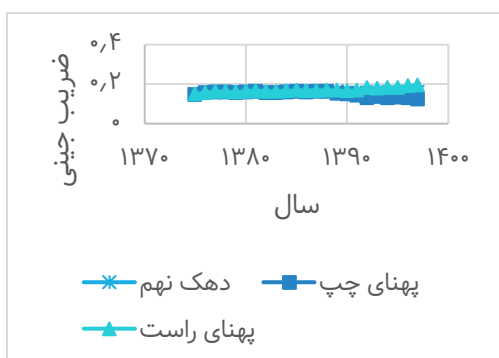 ضریب جینی
۰٫۴
۰٫۲
۰
۱۳۷۰ ۱۳۸۰ ۱۳۹۰ ۱۴۰۰
سال
دهک نهم پهنای چپ
پهنای راست